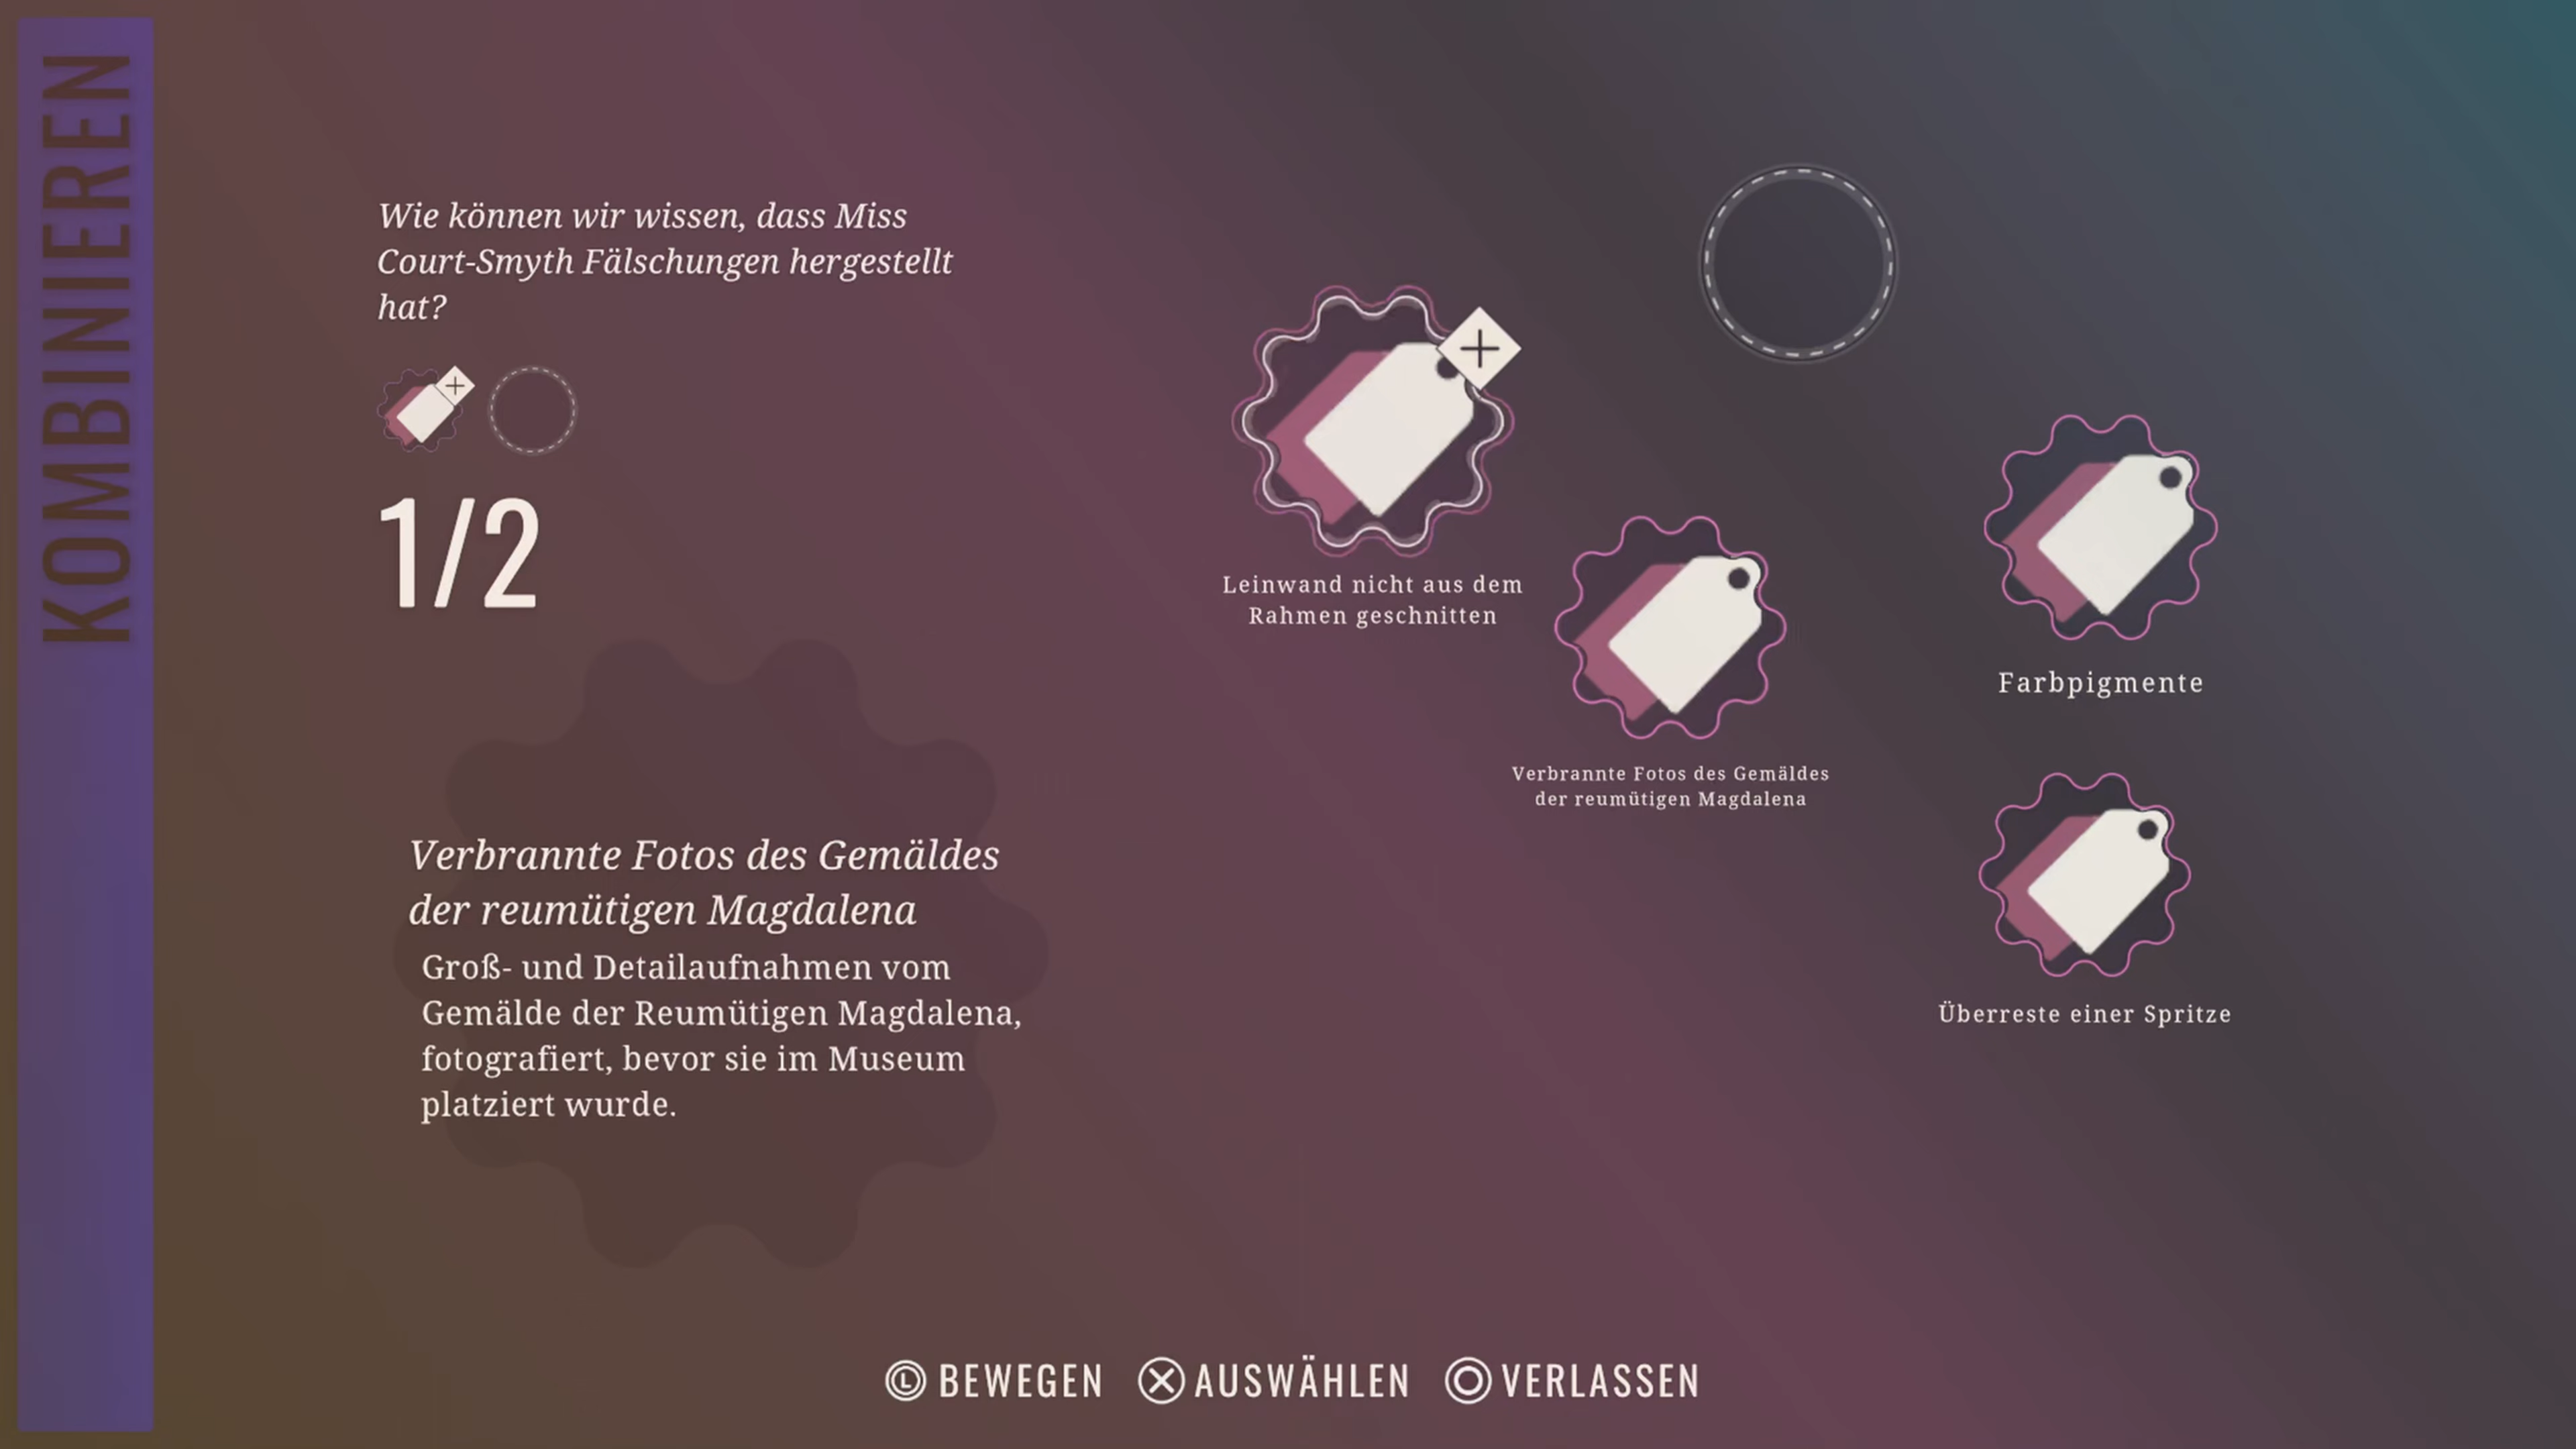 KOMBINIEREN
Wie können wir wissen, dass Miss
Court-Smyth Fälschungen hergestellt
hat?
1/2
Leinwand nicht aus dem
Rahmen geschnitten
Verbrannte Fotos des Gemäldes
der reumütigen Magdalena
Farbpigmente
Überreste einer Spritze
Verbrannte Fotos des Gemäldes
der reumütigen Magdalena
Groß- und Detailaufnahmen vom
Gemälde der Reumütigen Magdalena,
fotografiert, bevor sie im Museum
platziert wurde.
L BEWEGEN AUSWÄHLEN VERLASSEN